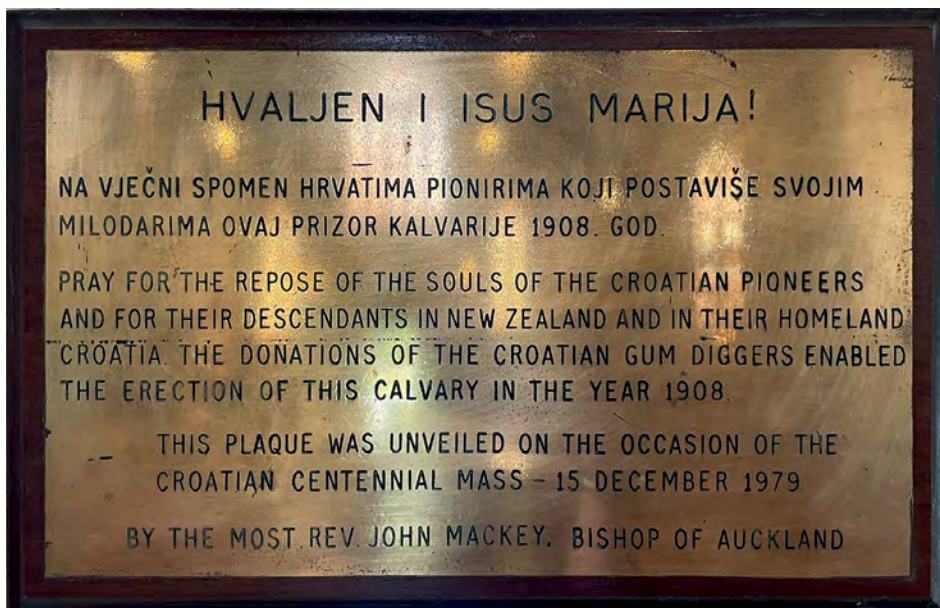 HVALJEN I ISUS MARIJA!
NA VJEČNI SPOMEN HRVATIMA PIONIRIMA KOJI POSTAVIŠE SVOJIM
MILODARIMA OVAJ PRIZOR KALVARIJE 1908. GOD.
PRAY FOR THE REPOSE OF THE SOULS OF THE CROATIAN PIONEERS
AND FOR THEIR DESCENDANTS IN NEW ZEALAND AND IN THEIR HOMELAND
CROATIA. THE DONATIONS OF THE CROATIAN GUM DIGGERS ENABLED
THE ERECTION OF THIS CALVARY IN THE YEAR 1908.
THIS PLAQUE WAS UNVEILED ON THE OCCASION OF THE
CROATIAN CENTENNIAL MASS – 15 DECEMBER 1979
BY THE MOST REV. JOHN MACKEY. BISHOP OF AUCKLAND